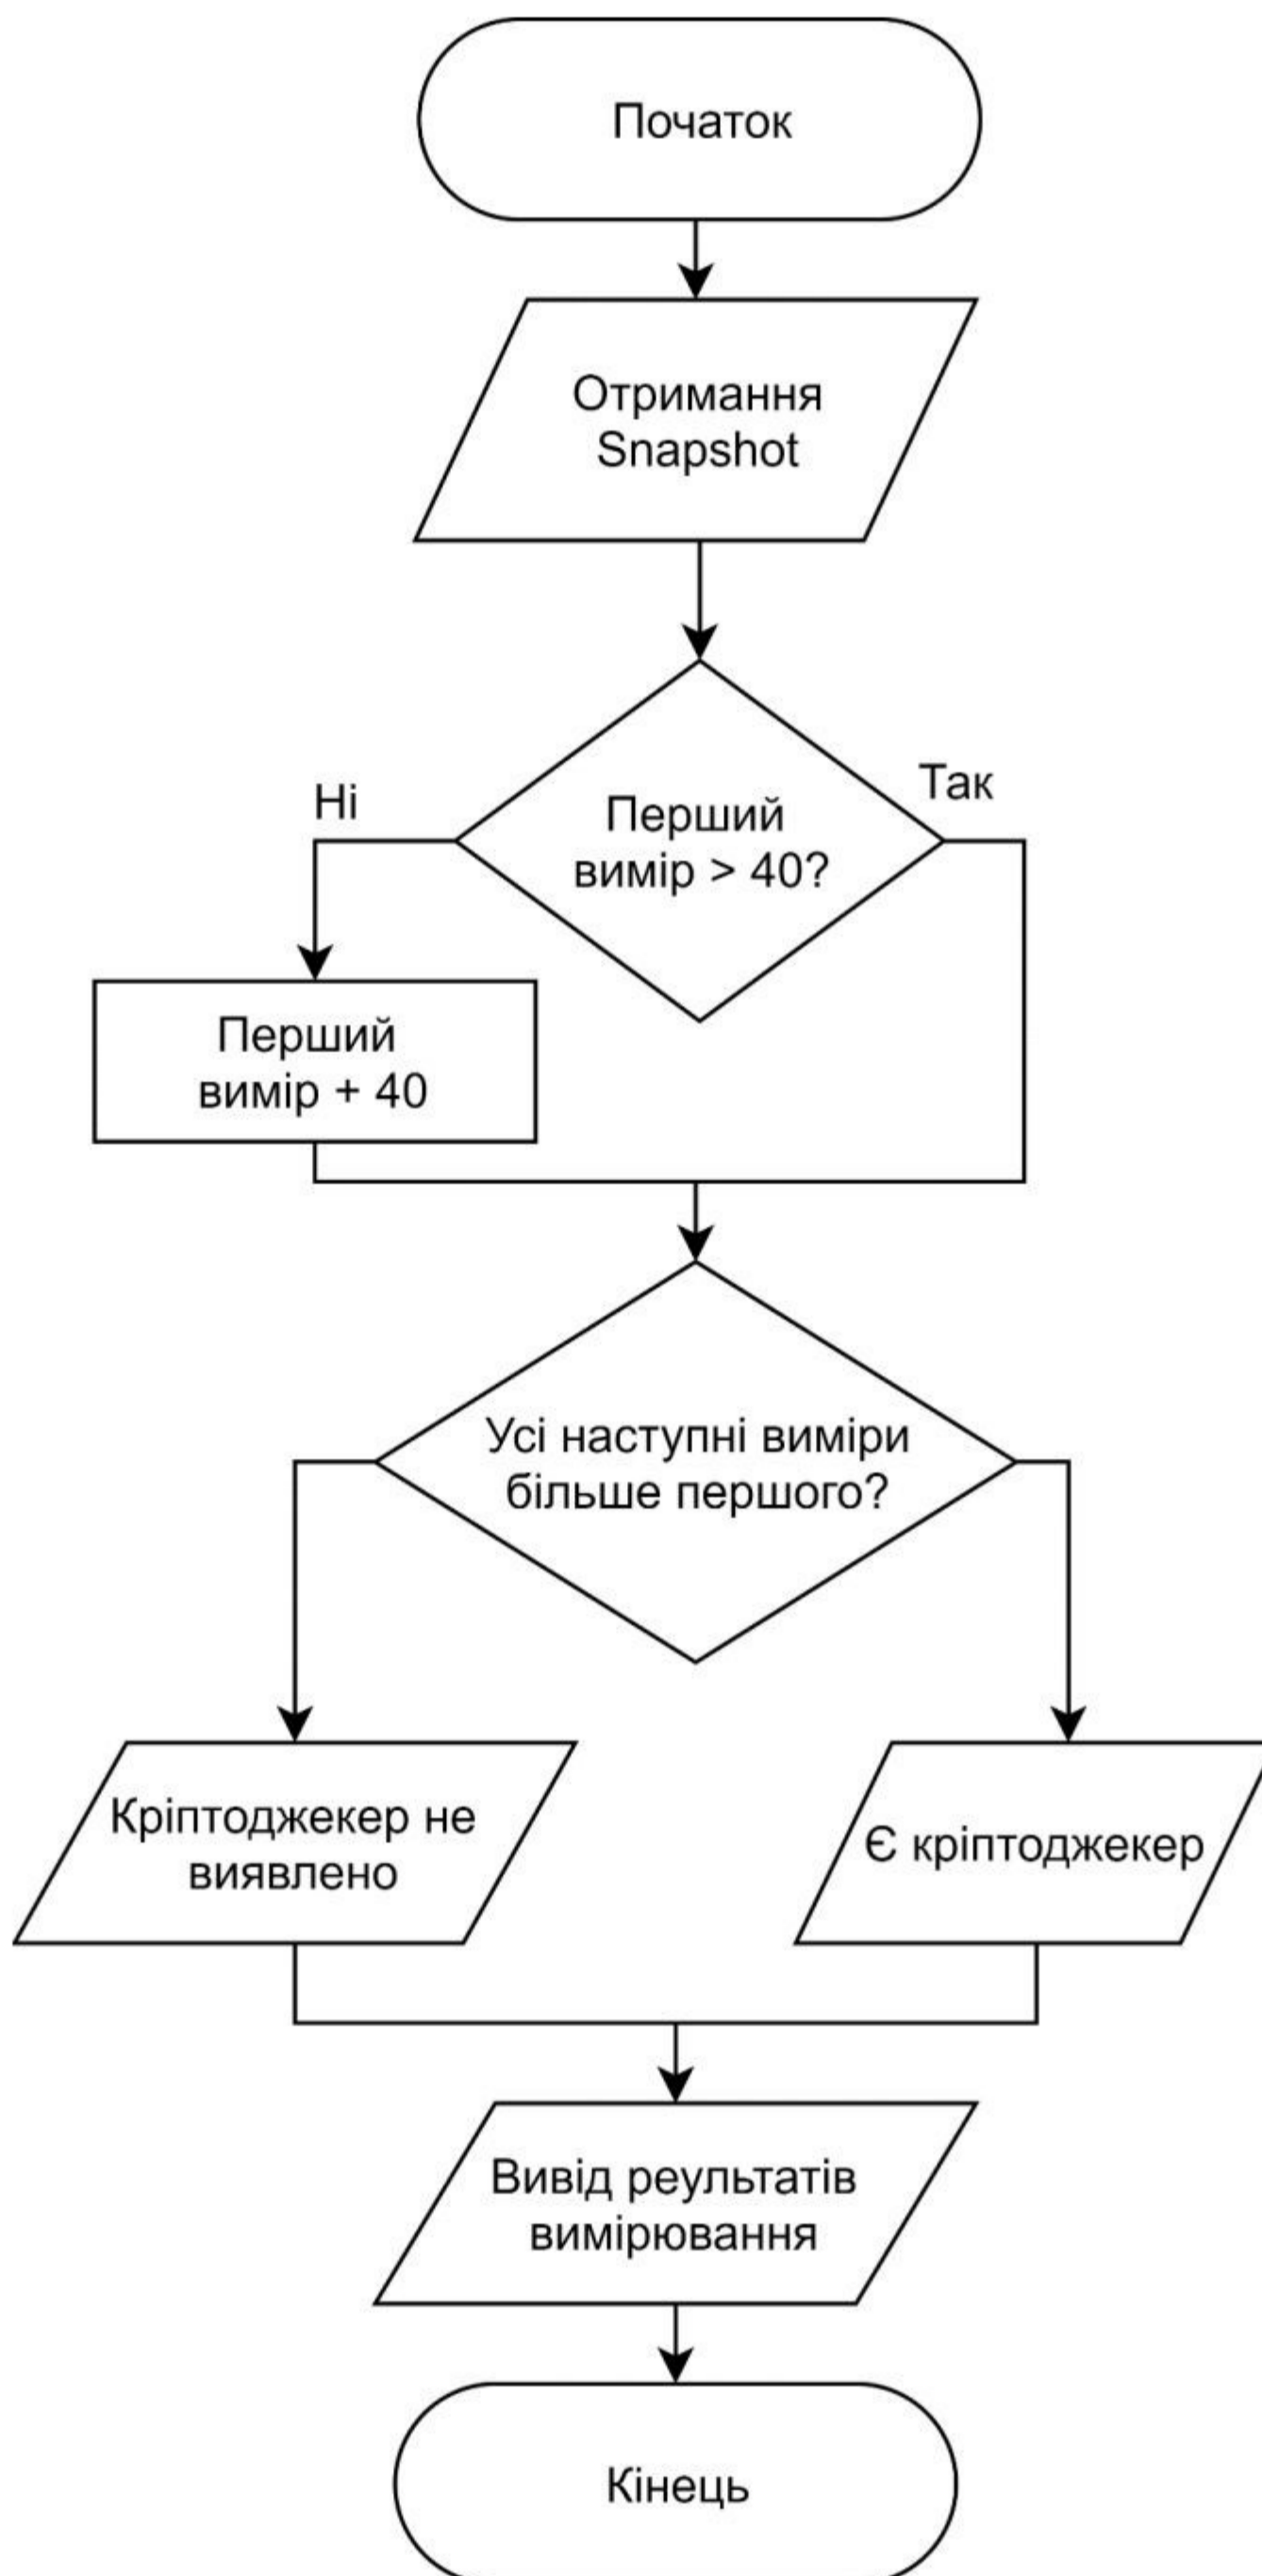 Початок
Отримання
Snapshot
Перший
вимір > 40?
Ні
Так
Перший
вимір + 40
Усі наступні виміри
більше першого?
Кріптоджекер не
виявлено
Є кріптоджекер
Вивід реультатів
вимірювання
Кінець